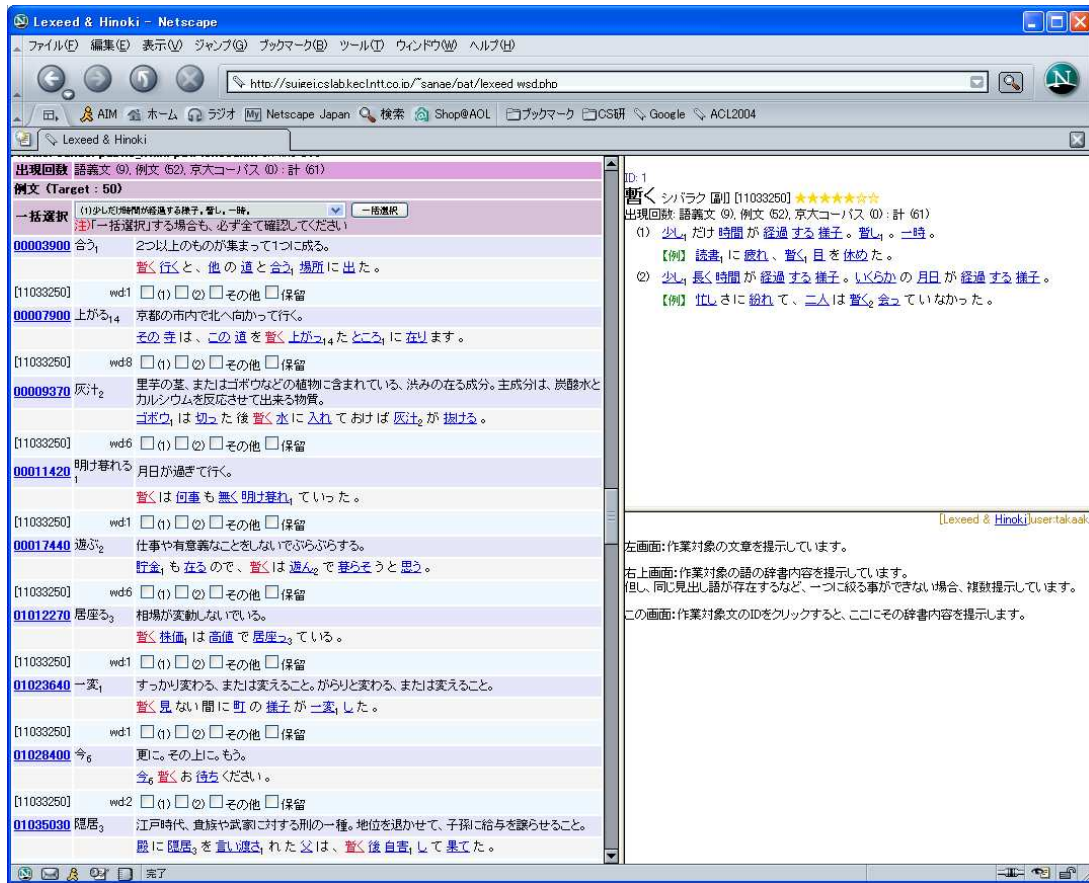 Lexeed & Hinoki - Netscape
ファイル(F) 編集(E) 表示(V) ジャンプ(G) ブックマーク(B) ツール(T) ウィンドウ(W) ヘルプ(H)
http://suigei.cslab.kecl.ntt.co.jp/~sanae/pat/lexeed_wsd.php
AIM ホーム ラジオ My Netscape Japan 検索 Shop@AOL ブックマーク CS研 Google ACL2004
Lexeed & Hinoki
出現回数 語義文 (9), 例文 (52), 京大コーパス (0) : 計 (61)
例文 (Target : 50)
一括選択 (1)少しだけ時間が経過する様子。暫し。一時。 一括選択
注)「一括選択」する場合も、必ず全て確認してください
00003900 合う1 2つ以上のものが集まって1つに成る。
暫く行くと、他の道と合う1 場所に出た。
[11033250] wd:1 (1) (2) その他 保留
00007900 上がる14 京都の市内で北へ向かって行く。
その寺は、この道を暫く上がっ14たところ1に在ります。
[11033250] wd:8 (1) (2) その他 保留
00009370 灰汁2 里芋の茎、またはゴボウなどの植物に含まれている、渋みの在る成分。主成分は、炭酸水と
カルシウムを反応させて出来る物質。
ゴボウ1は切った後暫く水に入れておけば灰汁2が抜ける。
[11033250] wd:6 (1) (2) その他 保留
00011420 明け暮れる1 月日が過ぎて行く。
暫くは何事も無く明け暮れ1ていった。
[11033250] wd:1 (1) (2) その他 保留
00017440 遊ぶ2 仕事や有意義なことをしないでぶらぶらする。
貯金1も在るので、暫くは遊ん2で暮らそうと思う。
[11033250] wd:6 (1) (2) その他 保留
01012270 居座る3 相場が変動しないでいる。
暫く株価1は高値で居座っ3ている。
[11033250] wd:1 (1) (2) その他 保留
01023640 一変1 すっかり変わる、または変えること。がらりと変わる、または変えること。
暫く見ない間に町の様子が一変1した。
[11033250] wd:1 (1) (2) その他 保留
01028400 今6 更に。その上に。もう。
今6暫くお待ちください。
[11033250] wd:2 (1) (2) その他 保留
01035030 隠居3 江戸時代、貴族や武家に対する刑の一種。地位を退かせて、子孫に給与を譲らせること。
殿に隠居3を言い渡さ1れた父は、暫く後自害1して果てた。
ID: 1
暫く シバラク [副] [11033250] ★★★★★★☆
出現回数: 語義文 (9), 例文 (52), 京大コーパス (0) : 計 (61)
(1) 少し1だけ時間が経過する様子。暫し1。一時。
【例】 読書1に疲れ、暫く1目を休めた。
(2) 少し1長く時間が経過する様子。いくらかの月日が経過する様子。
【例】 忙しさに紛れて、二人は暫く2会っていなかった。
[Lexeed & Hinoki]user:takaak
左画面:作業対象の文章を提示しています。
右上画面:作業対象の語の辞書内容を提示しています。
但し、同じ見出し語が存在するなど、一つに絞る事ができない場合、複数提示しています。
この画面:作業対象文のIDをクリックすると、ここにその辞書内容を提示します。
完了